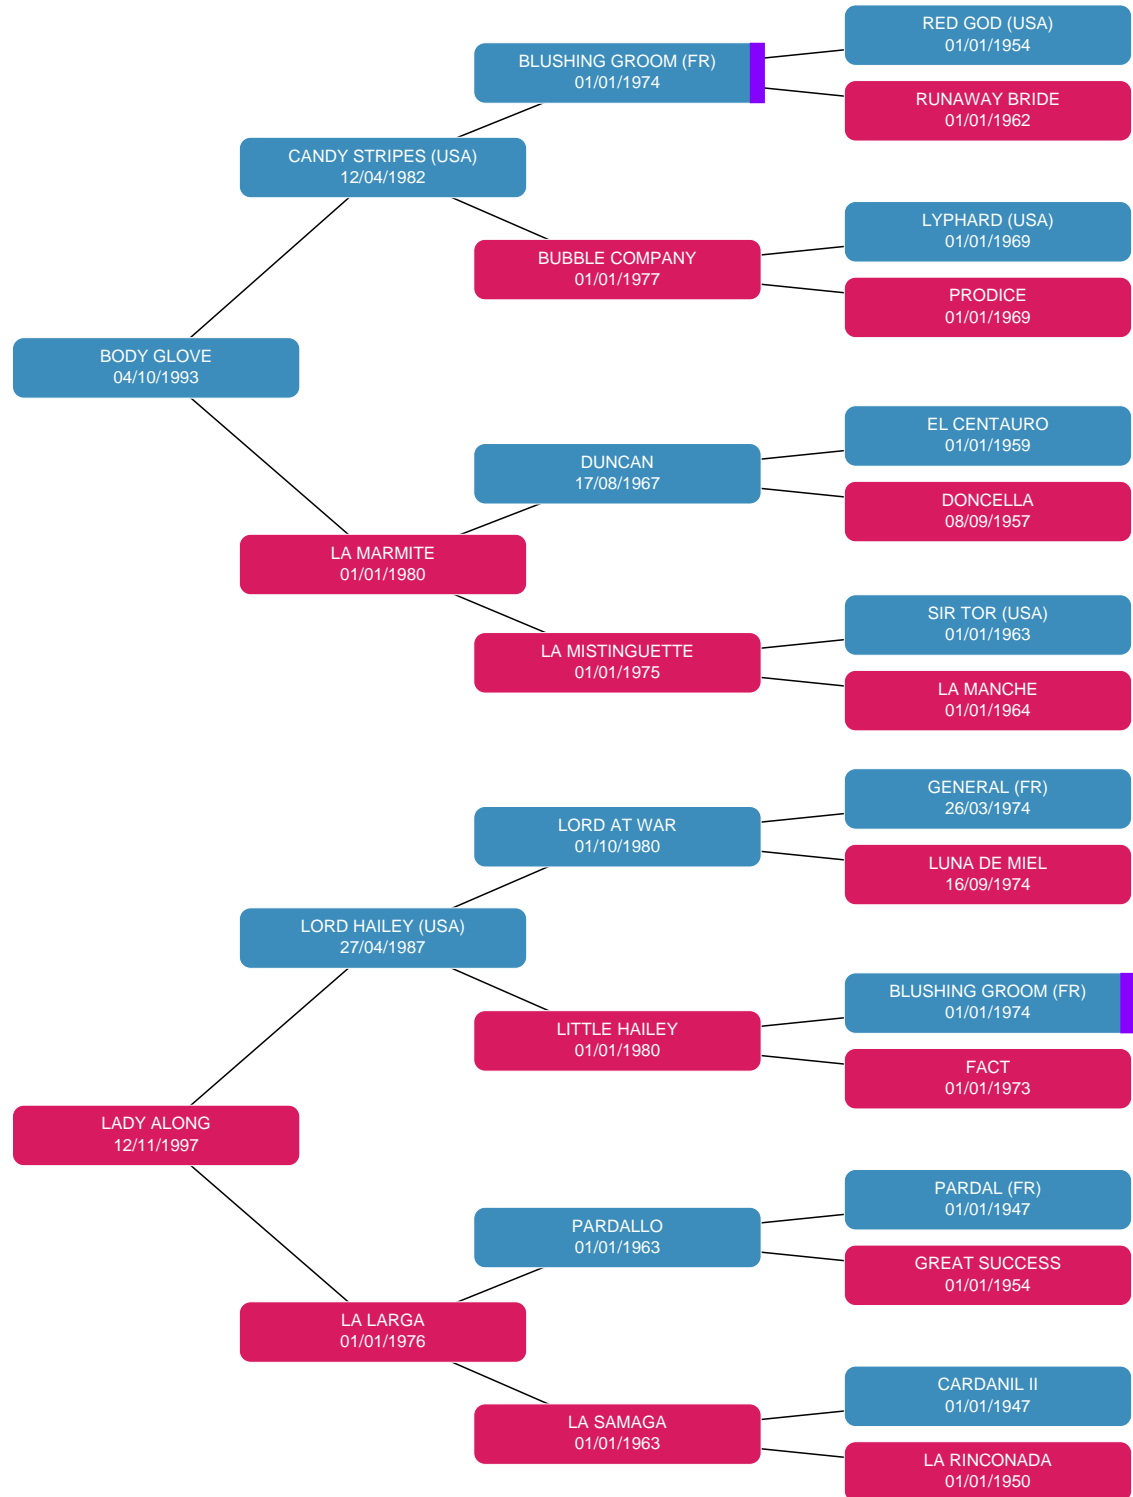 RED GOD (USA)
01/01/1954
BLUSHING GROOM (FR)
01/01/1974
RUNAWAY BRIDE
01/01/1962
CANDY STRIPES (USA)
12/04/1982
LYPHARD (USA)
01/01/1969
BUBBLE COMPANY
01/01/1977
PRODICE
01/01/1969
BODY GLOVE
04/10/1993
EL CENTAURO
01/01/1959
DUNCAN
17/08/1967
DONCELLA
08/09/1957
LA MARMITE
01/01/1980
SIR TOR (USA)
01/01/1963
LA MISTINGUETTE
01/01/1975
LA MANCHE
01/01/1964
GENERAL (FR)
26/03/1974
LORD AT WAR
01/10/1980
LUNA DE MIEL
16/09/1974
LORD HAILEY (USA)
27/04/1987
BLUSHING GROOM (FR)
01/01/1974
LITTLE HAILEY
01/01/1980
FACT
01/01/1973
LADY ALONG
12/11/1997
PARDAL (FR)
01/01/1947
PARDALLO
01/01/1963
GREAT SUCCESS
01/01/1954
LA LARGA
01/01/1976
CARDANIL II
01/01/1947
LA SAMAGA
01/01/1963
LA RINCONADA
01/01/1950